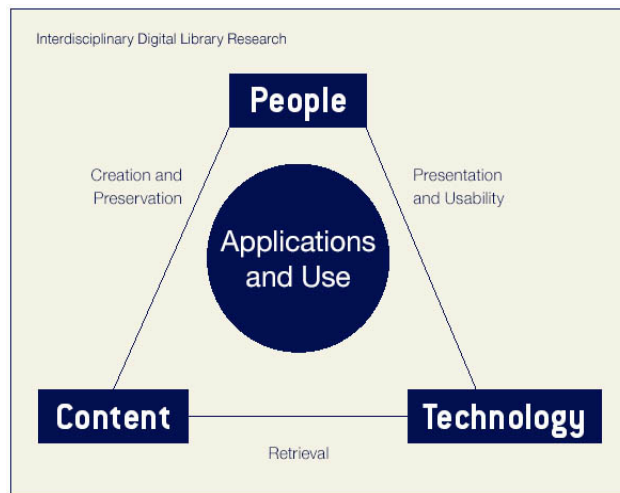 Interdisciplinary Digital Library Research
People
Creation and
Preservation
Presentation
and Usability
Applications
and Use
Content
Technology
Retrieval